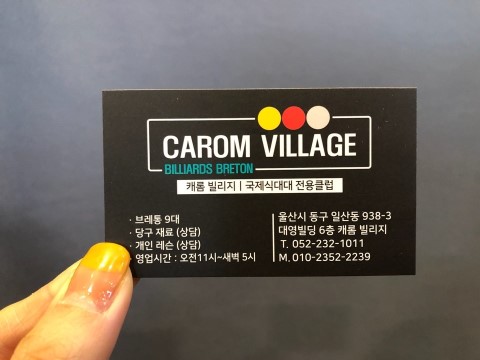 CAROM VILLAGE
BILLIARDS BRETON
캐롬 빌리지 | 국제식대대 전용클럽
· 브레통 9대
· 당구 재료 (상담)
· 개인 레슨 (상담)
· 영업시간 : 오전11시~새벽 5시
울산시 동구 일산동 938-3
대영빌딩 6층 캐롬 빌리지
T. 052-232-1011
M. 010-2352-2239